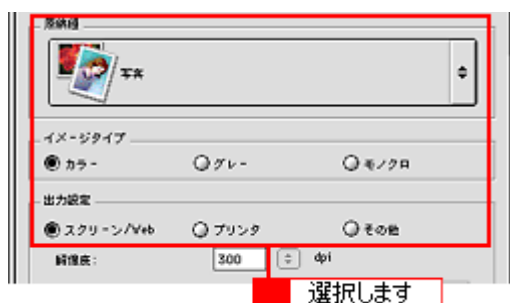 原稿種
写真
イメージタイプ
カラー
グレー
モノクロ
出力設定
スクリーン/Web
プリンタ
その他
解像度:
300
dpi
選択します